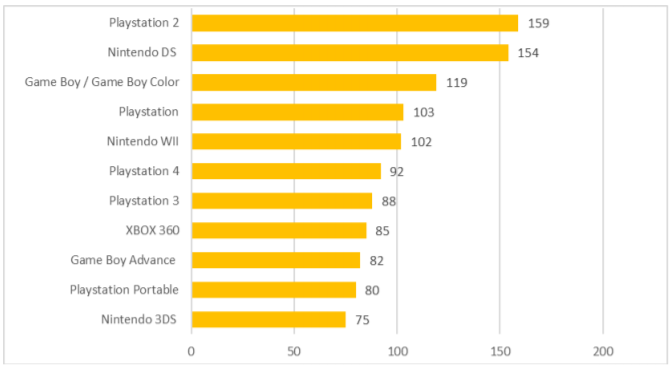 Playstation 2 159
Nintendo DS 154
Game Boy / Game Boy Color 119
Playstation 103
Nintendo WII 102
Playstation 4 92
Playstation 3 88
XBOX 360 85
Game Boy Advance 82
Playstation Portable 80
Nintendo 3DS 75
0 50 100 150 200